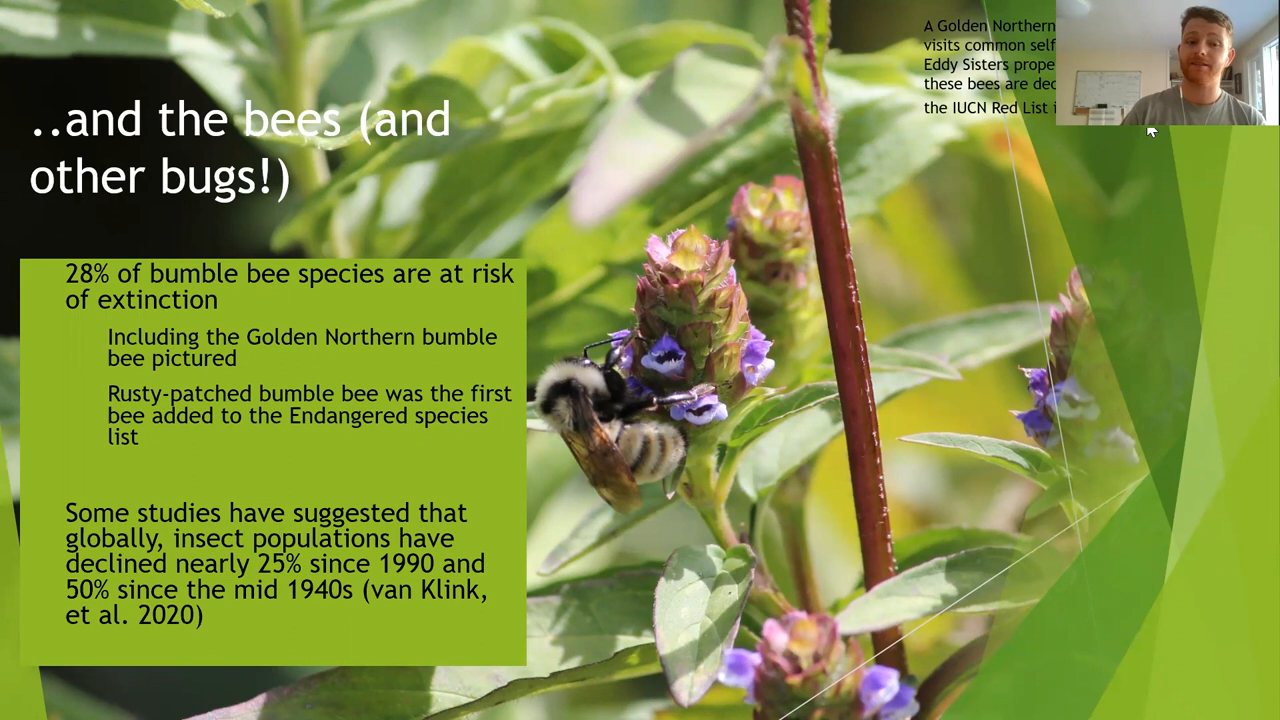 ..and the bees (and
other bugs!)
28% of bumble bee species are at risk
of extinction
Including the Golden Northern bumble
bee pictured
Rusty-patched bumble bee was the first
bee added to the Endangered species
list
Some studies have suggested that
globally, insect populations have
declined nearly 25% since 1990 and
50% since the mid 1940s (van Klink,
et al. 2020)
A Golden Northern
visits common self
Eddy Sisters prope
these bees are dec
the IUCN Red List i